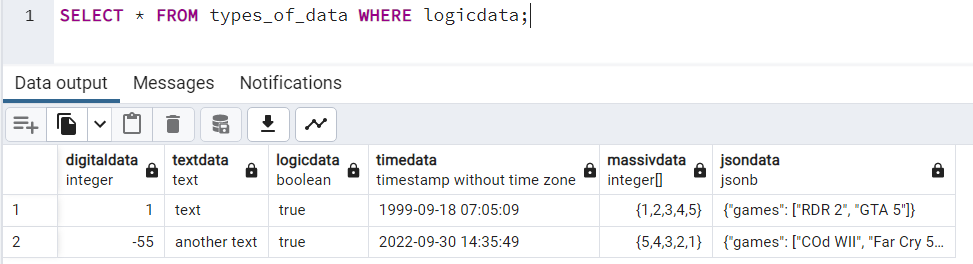 1 SELECT * FROM types_of_data WHERE logicdata;
Data output Messages Notifications
digitaldata textdata logicdata timedata massivdata jsondata
integer text boolean timestamp without time zone integer[] jsonb
1 1 text true 1999-09-18 07:05:09 {1,2,3,4,5} {"games": ["RDR 2", "GTA 5"]}
2 -55 another text true 2022-09-30 14:35:49 {5,4,3,2,1} {"games": ["COd WII", "Far Cry 5...